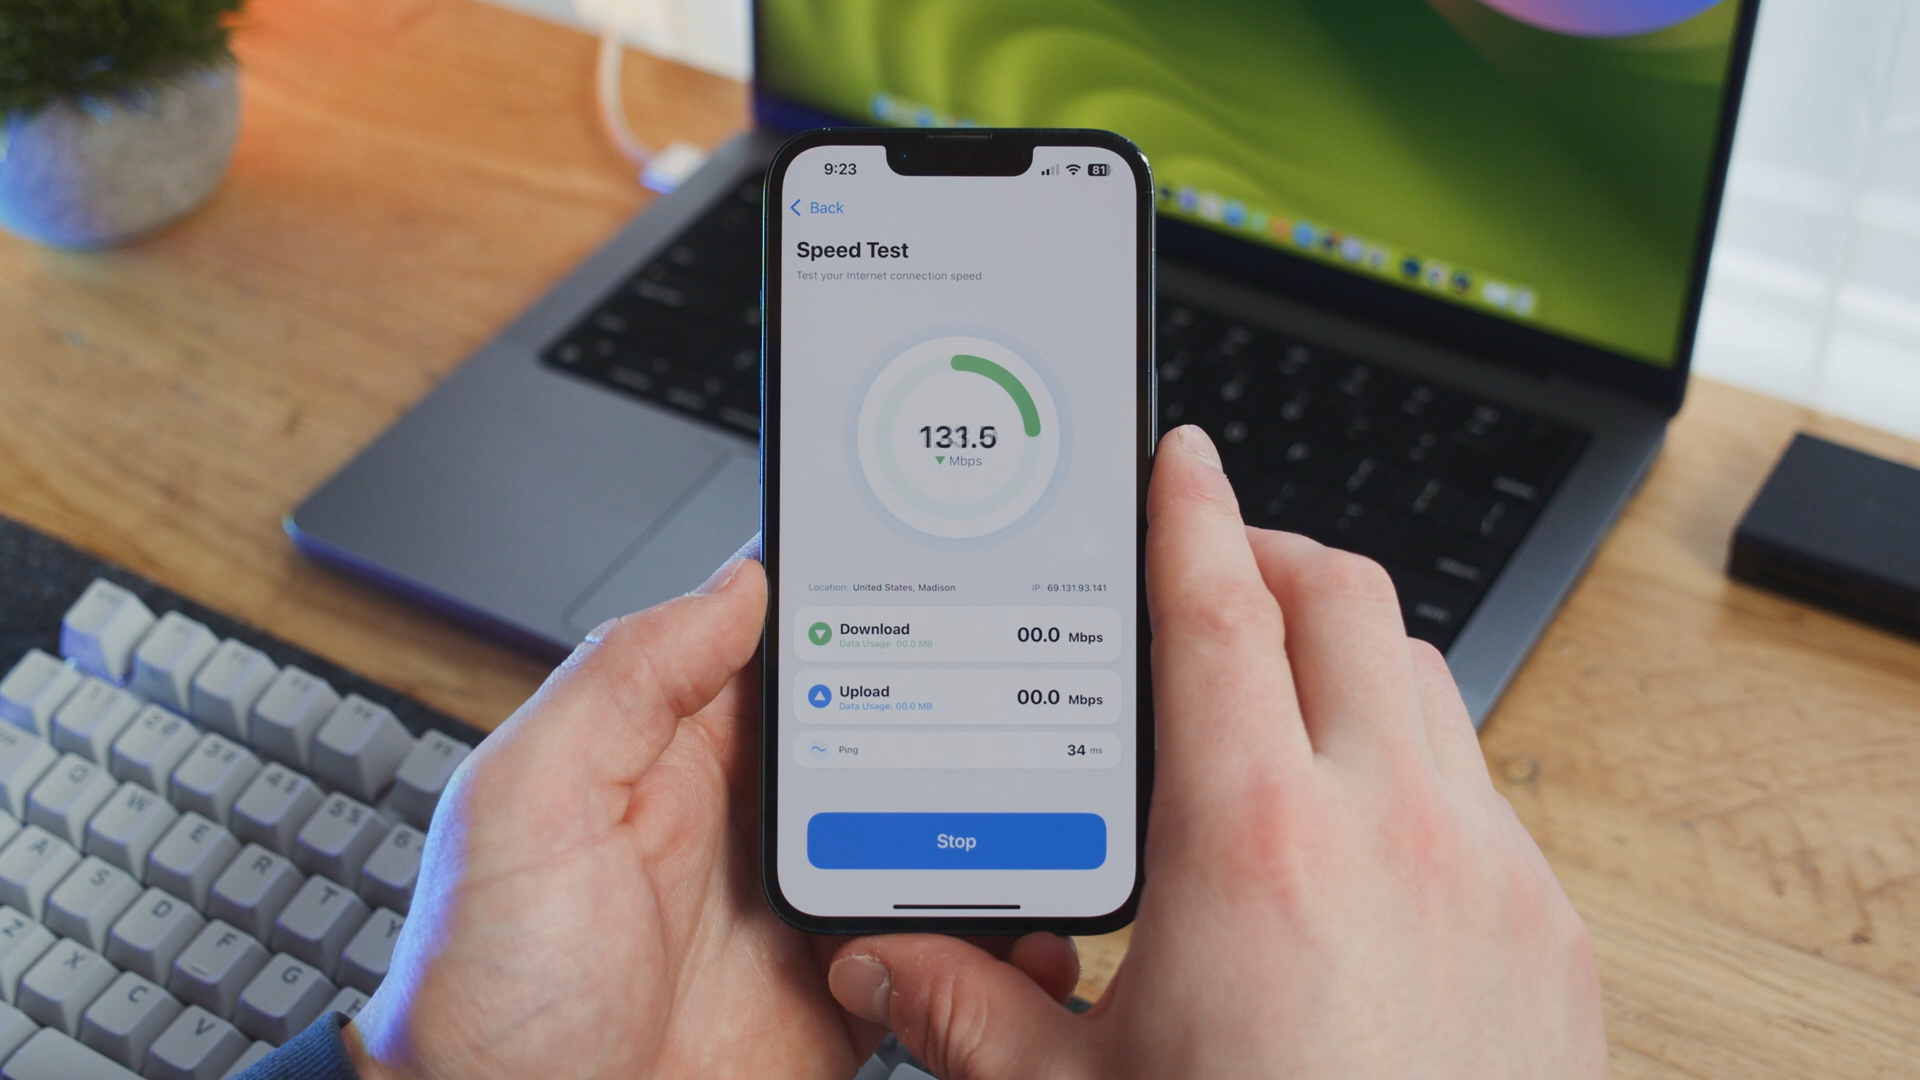 9:23
81
Back
Speed Test
Test your Internet connection speed
Mbps
Location: United States, Madison
IP: 69.131.93.141
Download
00.0 Mbps
Data Usage: 00.0 MB
Upload
00.0 Mbps
Data Usage: 00.0 MB
Ping
34 ms
Stop
Q
W
E
R
T
Y
A
S
D
F
G
Z
X
C
V